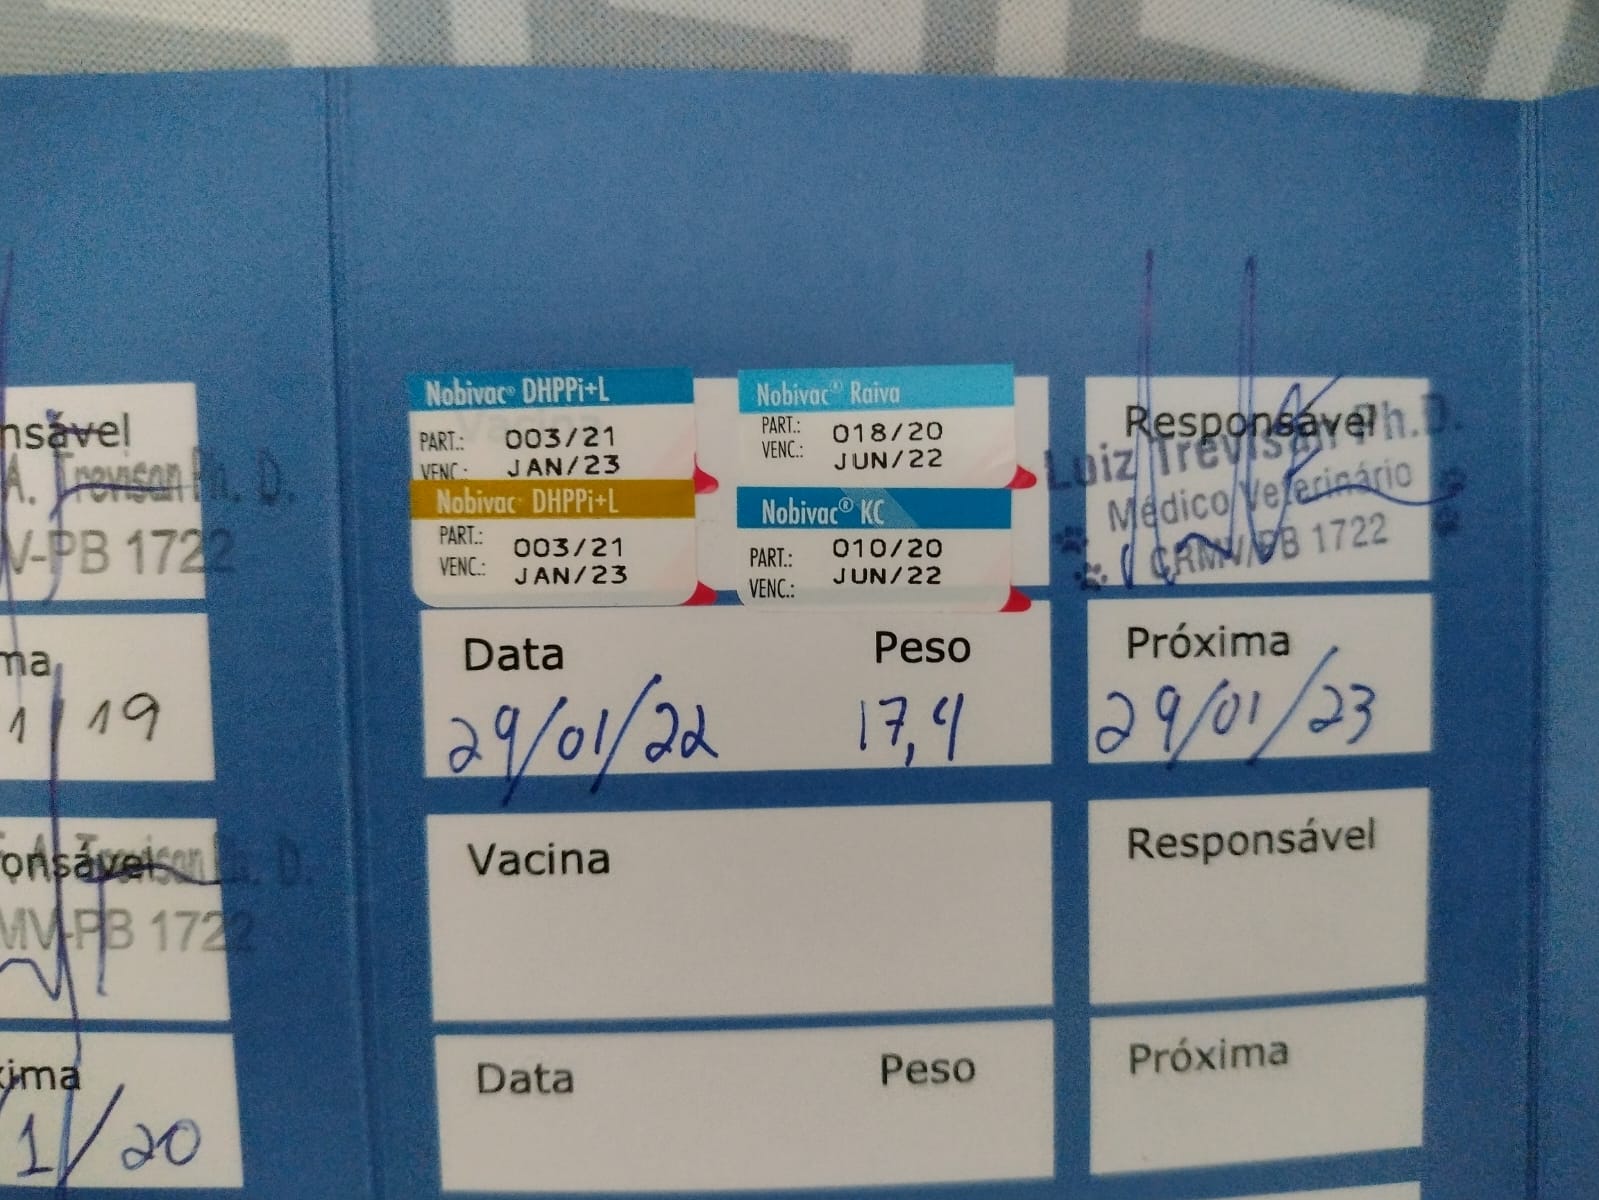 nsável
A. Trevisan Ph. D.
V-PB 1722
ma
1/19
onsável
Trevisan Ph. D.
MV-PB 1722
xima
1/20
Nobivac® DHPPi+L
PART.: 003/21
VENC.: JAN/23
Nobivac® Raiva
PART.: 018/20
VENC.: JUN/22
Nobivac DHPPi+L
PART.: 003/21
VENC.: JAN/23
Nobivac® KC
PART.: 010/20
VENC.: JUN/22
Responsável
Luiz Trevisan Ph.D.
Médico Veterinário
CRMV/PB 1722
Data Peso Próxima
29/01/22 17,4 29/01/23
Vacina Responsável
Data Peso Próxima